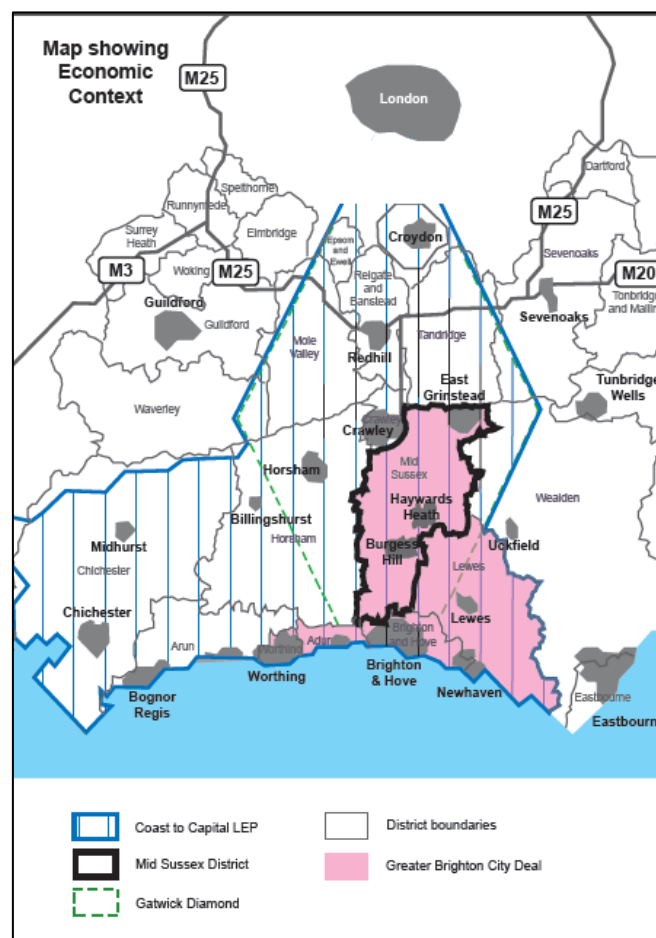 Map showing
Economic
Context
M25
London
Dartford
Spelthorne
Runnymede
Surrey
Heath
Elmbridge
M25
Epsom
and
Ewell
Croydon
Sevenoaks
M3
Woking
M25
Reigate
and
Banstead
M20
Tonbridge
and Malling
Guildford
Guildford
Sevenoaks
Mole
Valley
Redhill
Tandridge
East
Grinstead
Tunbridge
Wells
Waverley
Crawley
Crawley
Horsham
Mid
Sussex
Haywards
Heath
Wealden
Billingshurst
Horsham
Midhurst
Burgess
Hill
Uckfield
Chichester
Lewes
Chichester
Lewes
Arun
Worthing
Adur
Brighton
and Hove
Worthing
Brighton
& Hove
Newhaven
Bognor
Regis
Eastbourne
Eastbourn
Coast to Capital LEP
District boundaries
Mid Sussex District
Greater Brighton City Deal
Gatwick Diamond